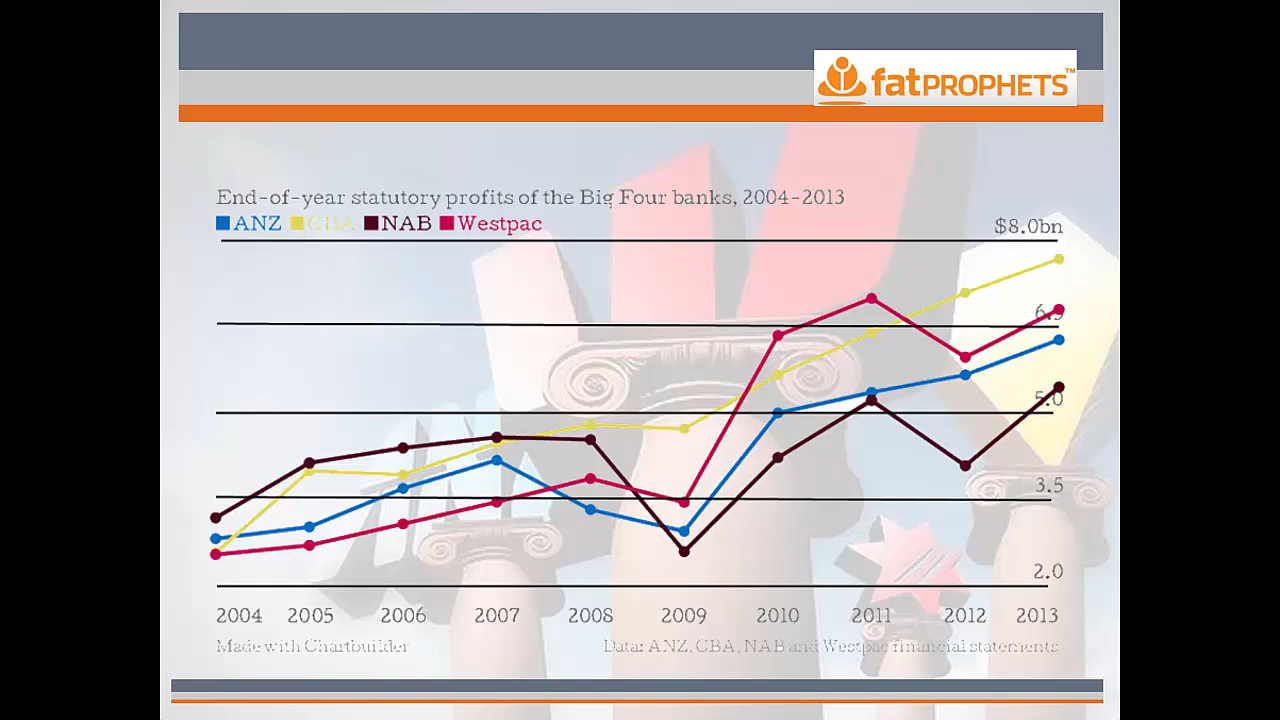 fatPROPHETS™
End-of-year statutory profits of the Big Four banks, 2004-2013
ANZ CBA NAB Westpac
$8.0bn
6.5
5.0
3.5
2.0
2004 2005 2006 2007 2008 2009 2010 2011 2012 2013
Made with Chartbuilder
Data: ANZ, CBA, NAB and Westpac financial statements